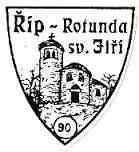 Říp - Rotunda
sv. Jiří
90